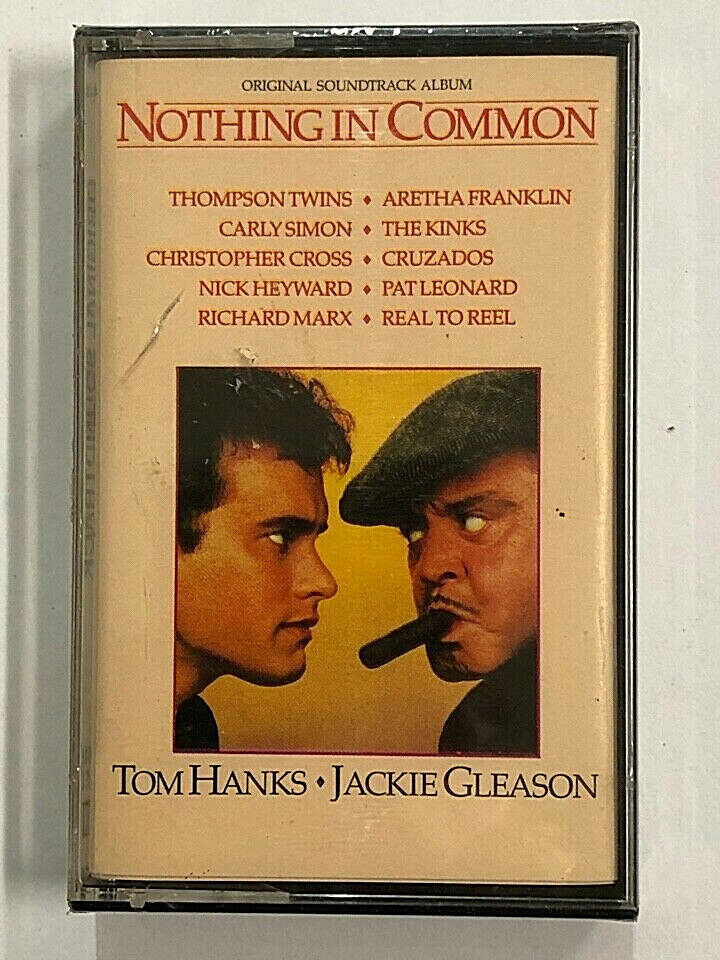 ORIGINAL SOUNDTRACK ALBUM
NOTHING IN COMMON
THOMPSON TWINS ♦ ARETHA FRANKLIN
CARLY SIMON ♦ THE KINKS
CHRISTOPHER CROSS ♦ CRUZADOS
NICK HEYWARD ♦ PAT LEONARD
RICHARD MARX ♦ REAL TO REEL
TOM HANKS ♦ JACKIE GLEASON